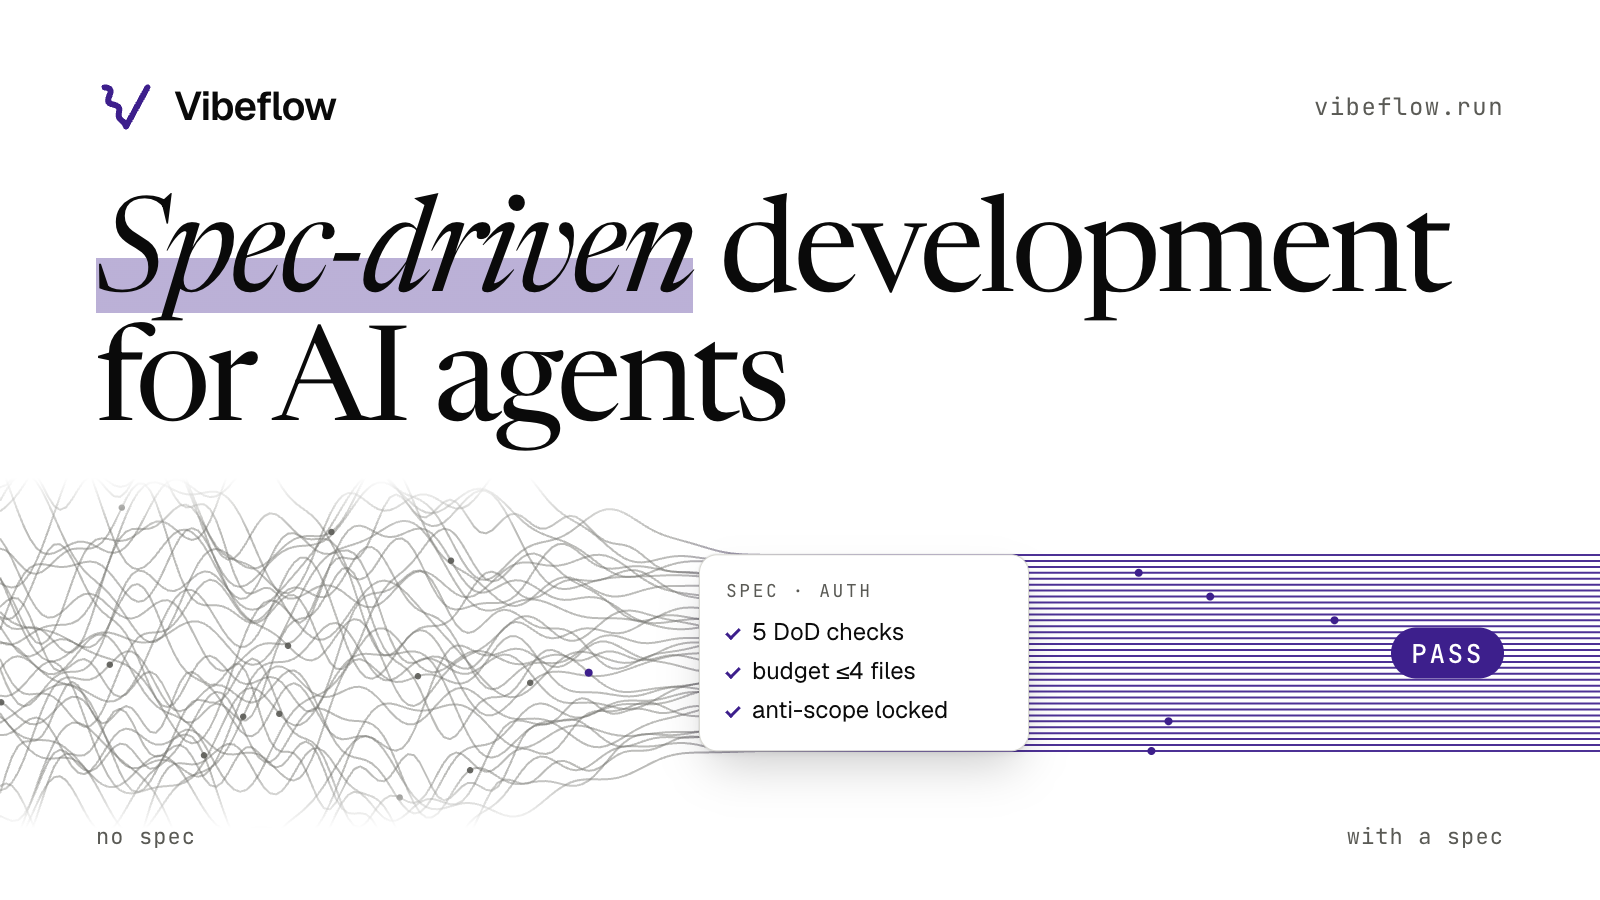 Vibeflow
vibeflow.run
Spec-driven development
for AI agents
SPEC · AUTH
5 DoD checks
budget ≤4 files
anti-scope locked
PASS
no spec
with a spec